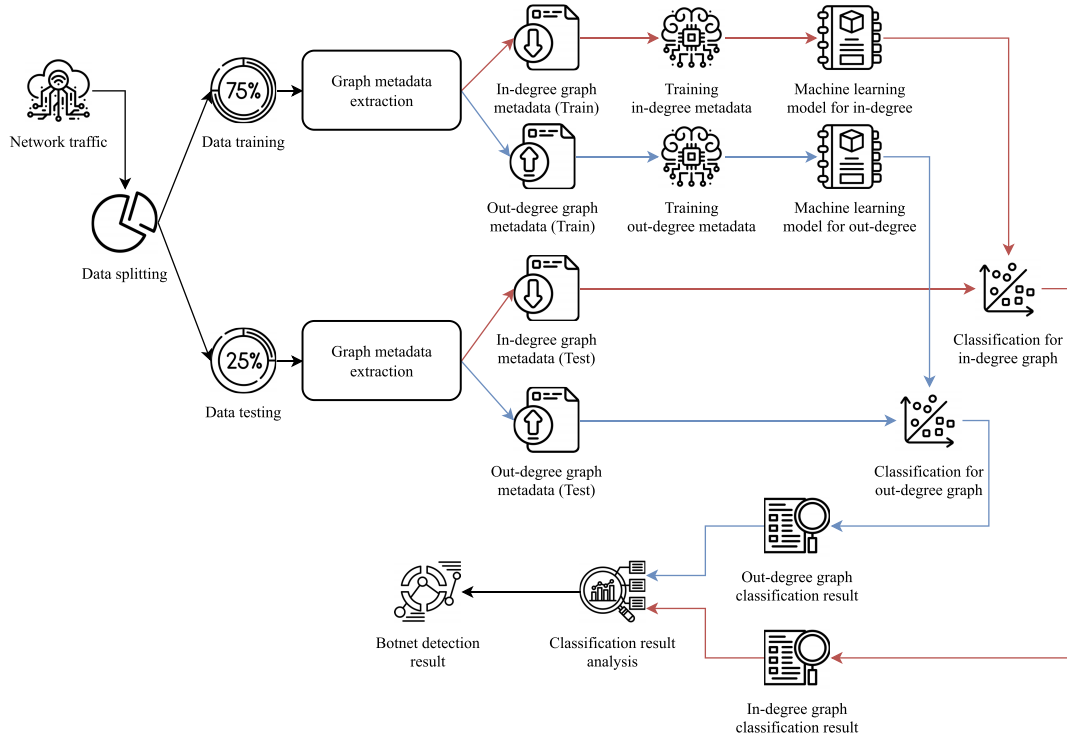 Network traffic
Data splitting
75%
Data training
Graph metadata
extraction
In-degree graph
metadata (Train)
Training
in-degree metadata
Machine learning
model for in-degree
Out-degree graph
metadata (Train)
Training
out-degree metadata
Machine learning
model for out-degree
25%
Data testing
Graph metadata
extraction
In-degree graph
metadata (Test)
Classification for
in-degree graph
Out-degree graph
metadata (Test)
Classification for
out-degree graph
Out-degree graph
classification result
In-degree graph
classification result
Classification result
analysis
Botnet detection
result